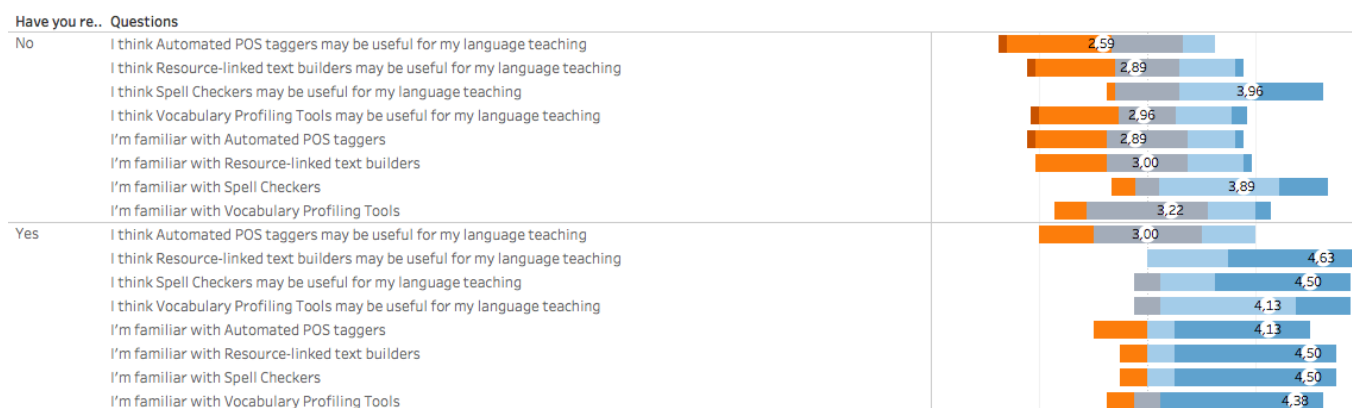 Have you re.. Questions
No I think Automated POS taggers may be useful for my language teaching 2,59
I think Resource-linked text builders may be useful for my language teaching 2,89
I think Spell Checkers may be useful for my language teaching 3,96
I think Vocabulary Profiling Tools may be useful for my language teaching 2,96
I'm familiar with Automated POS taggers 2,89
I'm familiar with Resource-linked text builders 3,00
I'm familiar with Spell Checkers 3,89
I'm familiar with Vocabulary Profiling Tools 3,22
Yes I think Automated POS taggers may be useful for my language teaching 3,00
I think Resource-linked text builders may be useful for my language teaching 4,63
I think Spell Checkers may be useful for my language teaching 4,50
I think Vocabulary Profiling Tools may be useful for my language teaching 4,13
I'm familiar with Automated POS taggers 4,13
I'm familiar with Resource-linked text builders 4,50
I'm familiar with Spell Checkers 4,50
I'm familiar with Vocabulary Profiling Tools 4,38